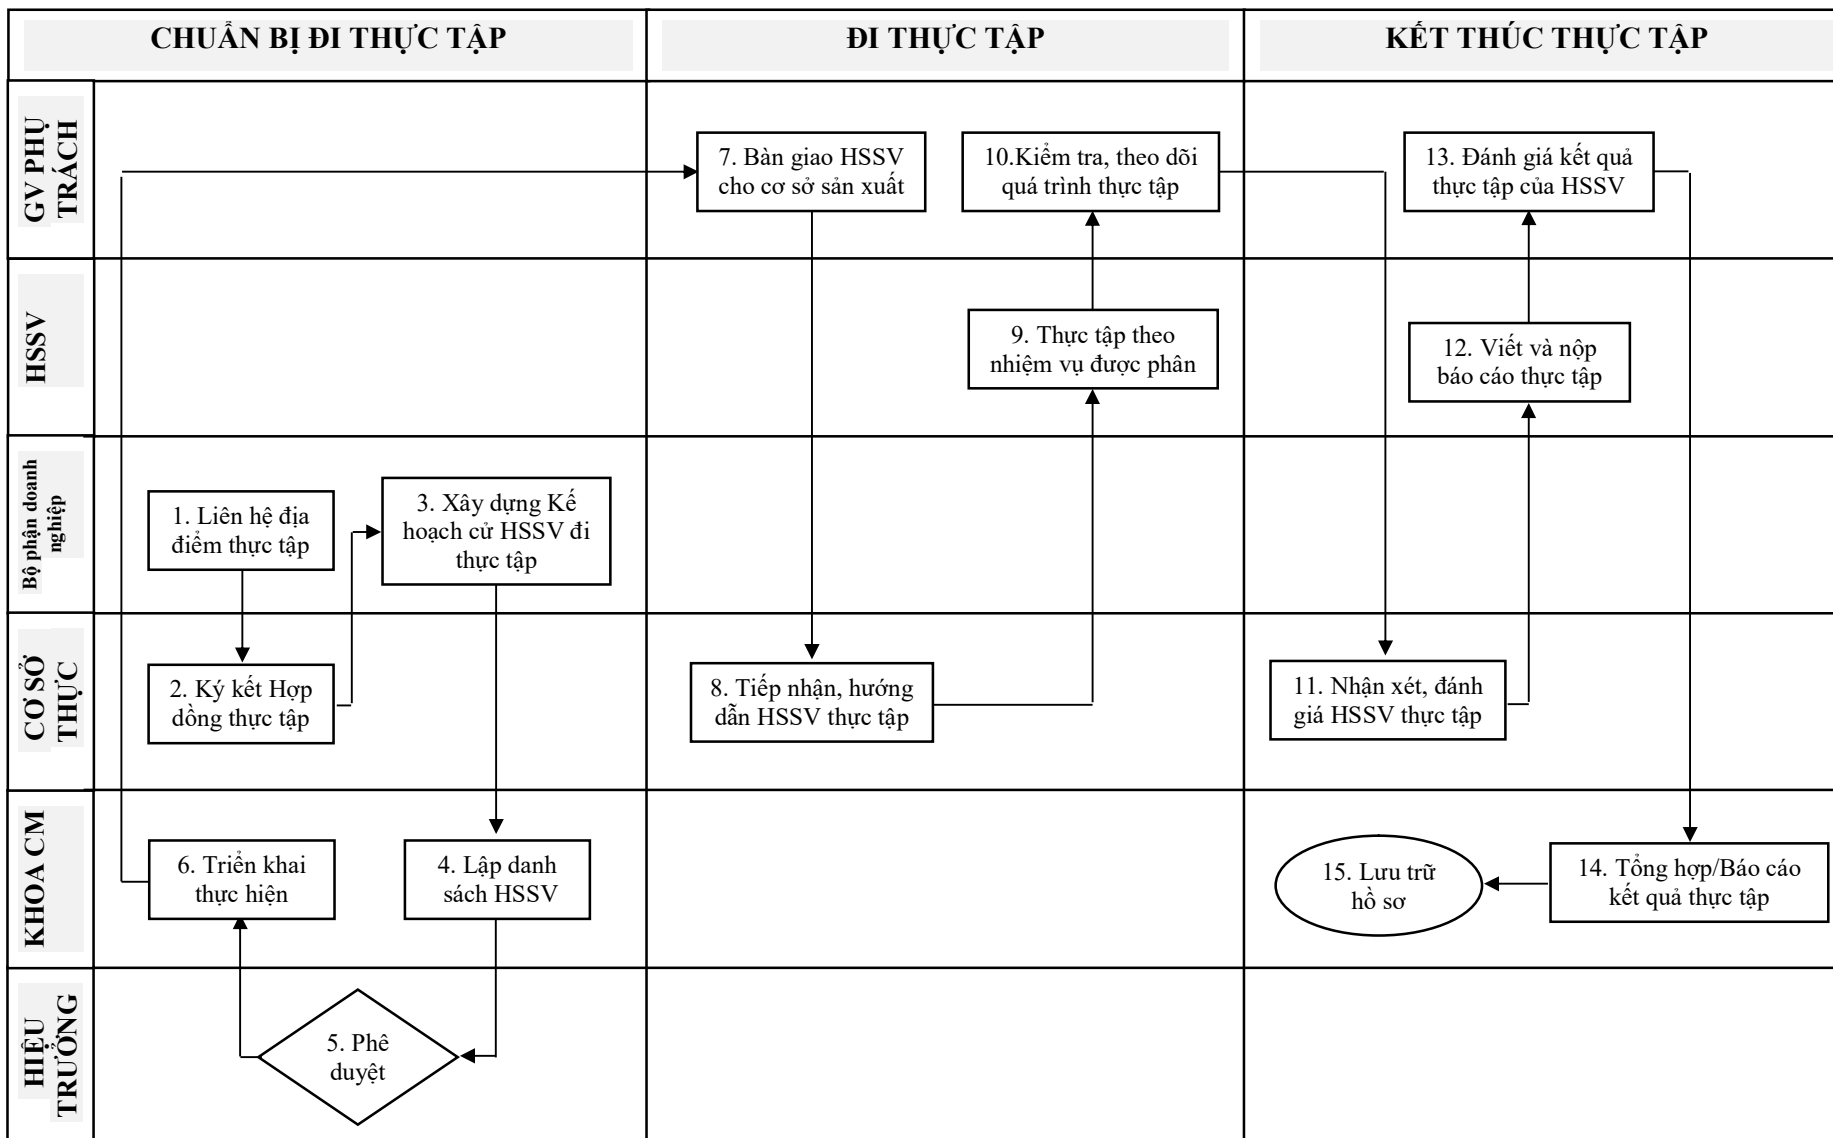 CHUẨN BỊ ĐI THỰC TẬP
ĐI THỰC TẬP
KẾT THÚC THỰC TẬP
GV PHỤ
TRÁCH
7. Bàn giao HSSV
cho cơ sở sản xuất
10.Kiểm tra, theo dõi
quá trình thực tập
13. Đánh giá kết quả
thực tập của HSSV
HSSV
9. Thực tập theo
nhiệm vụ được phân
12. Viết và nộp
báo cáo thực tập
Bộ phận doanh
nghiệp
1. Liên hệ địa
điểm thực tập
3. Xây dựng Kế
hoạch cử HSSV đi
thực tập
CƠ SỞ
THỰC
2. Ký kết Hợp
dồng thực tập
8. Tiếp nhận, hướng
dẫn HSSV thực tập
11. Nhận xét, đánh
giá HSSV thực tập
KHOA CM
6. Triển khai
thực hiện
4. Lập danh
sách HSSV
15. Lưu trữ
hồ sơ
14. Tổng hợp/Báo cáo
kết quả thực tập
HIỆU
TRƯỞNG
5. Phê
duyệt